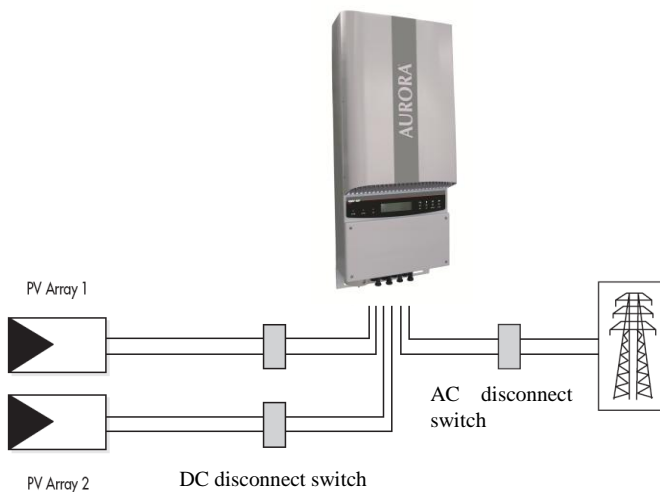 AURORA
PV Array 1
AC disconnect
switch
PV Array 2
DC disconnect switch